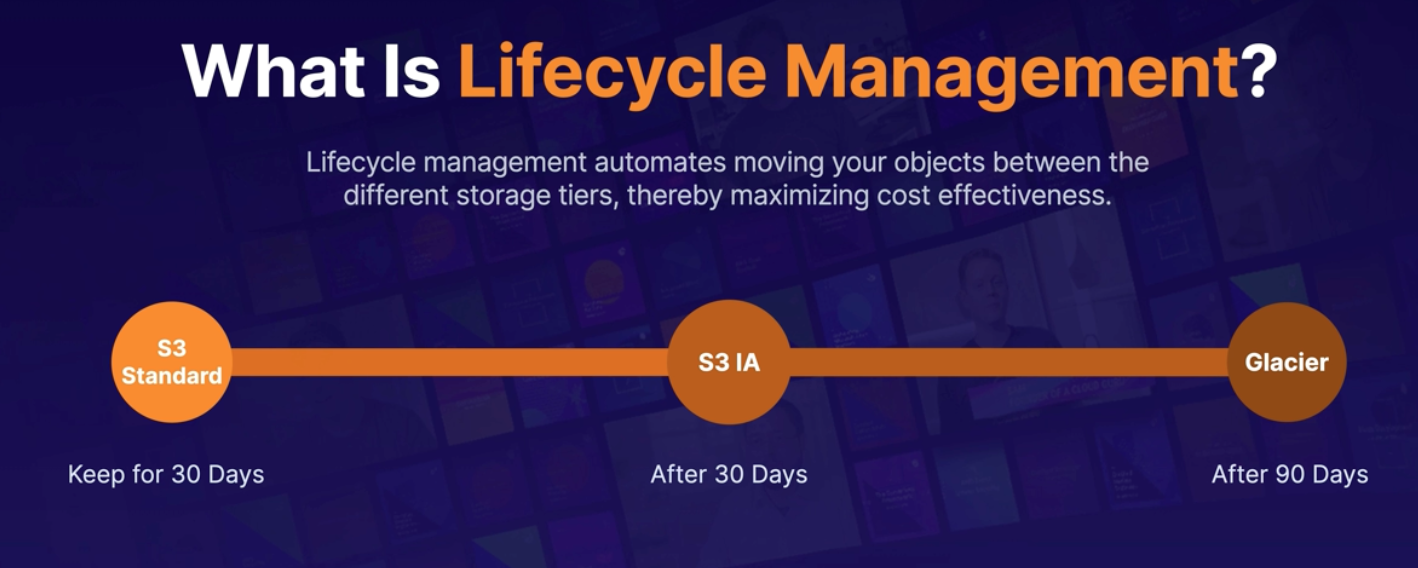 What Is Lifecycle Management?
Lifecycle management automates moving your objects between the
different storage tiers, thereby maximizing cost effectiveness.
S3
Standard
S3 IA
Glacier
Keep for 30 Days
After 30 Days
After 90 Days